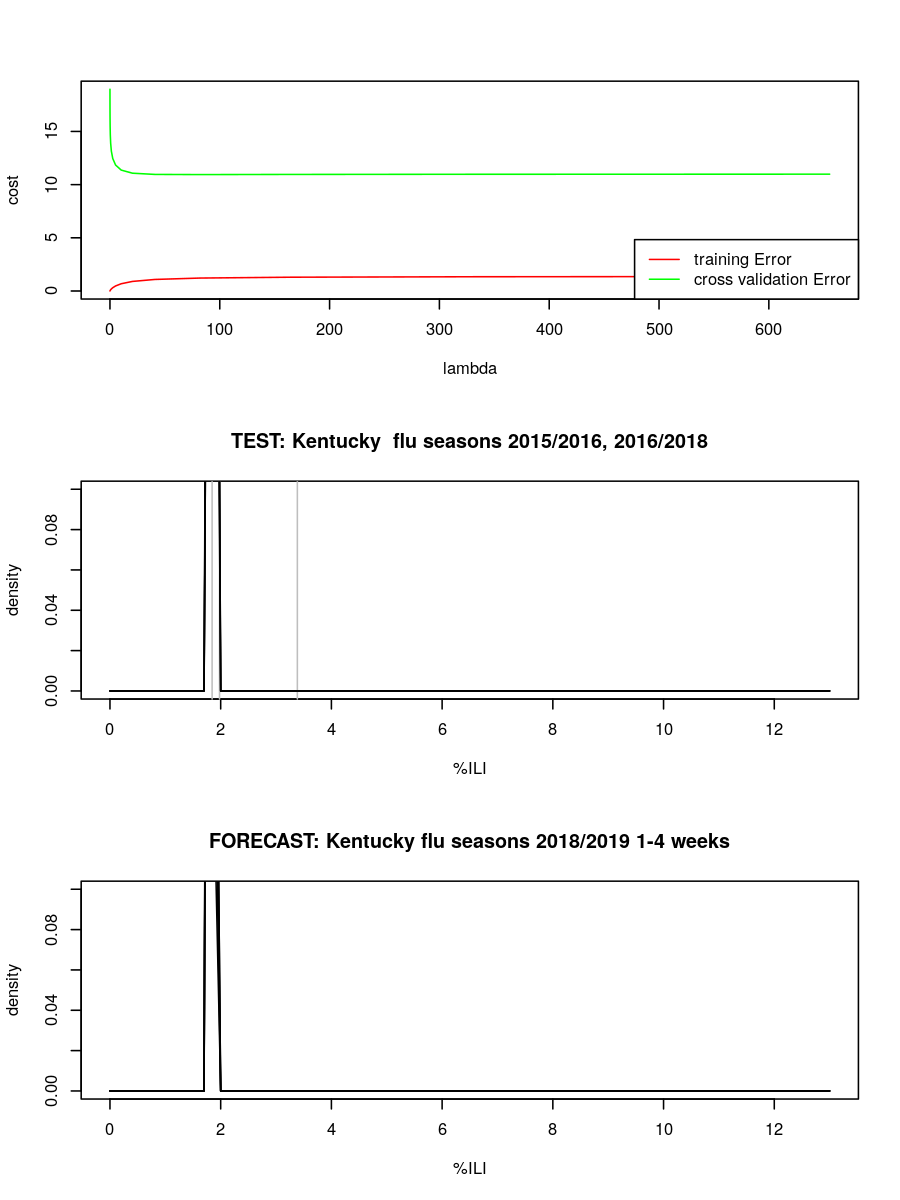 cost
15
10
5
0
training Error
cross validation Error
0 100 200 300 400 500 600
lambda
TEST: Kentucky  flu seasons 2015/2016, 2016/2018
density
0.08
0.04
0.00
0 2 4 6 8 10 12
%ILI
FORECAST: Kentucky flu seasons 2018/2019 1-4 weeks
density
0.08
0.04
0.00
0 2 4 6 8 10 12
%ILI